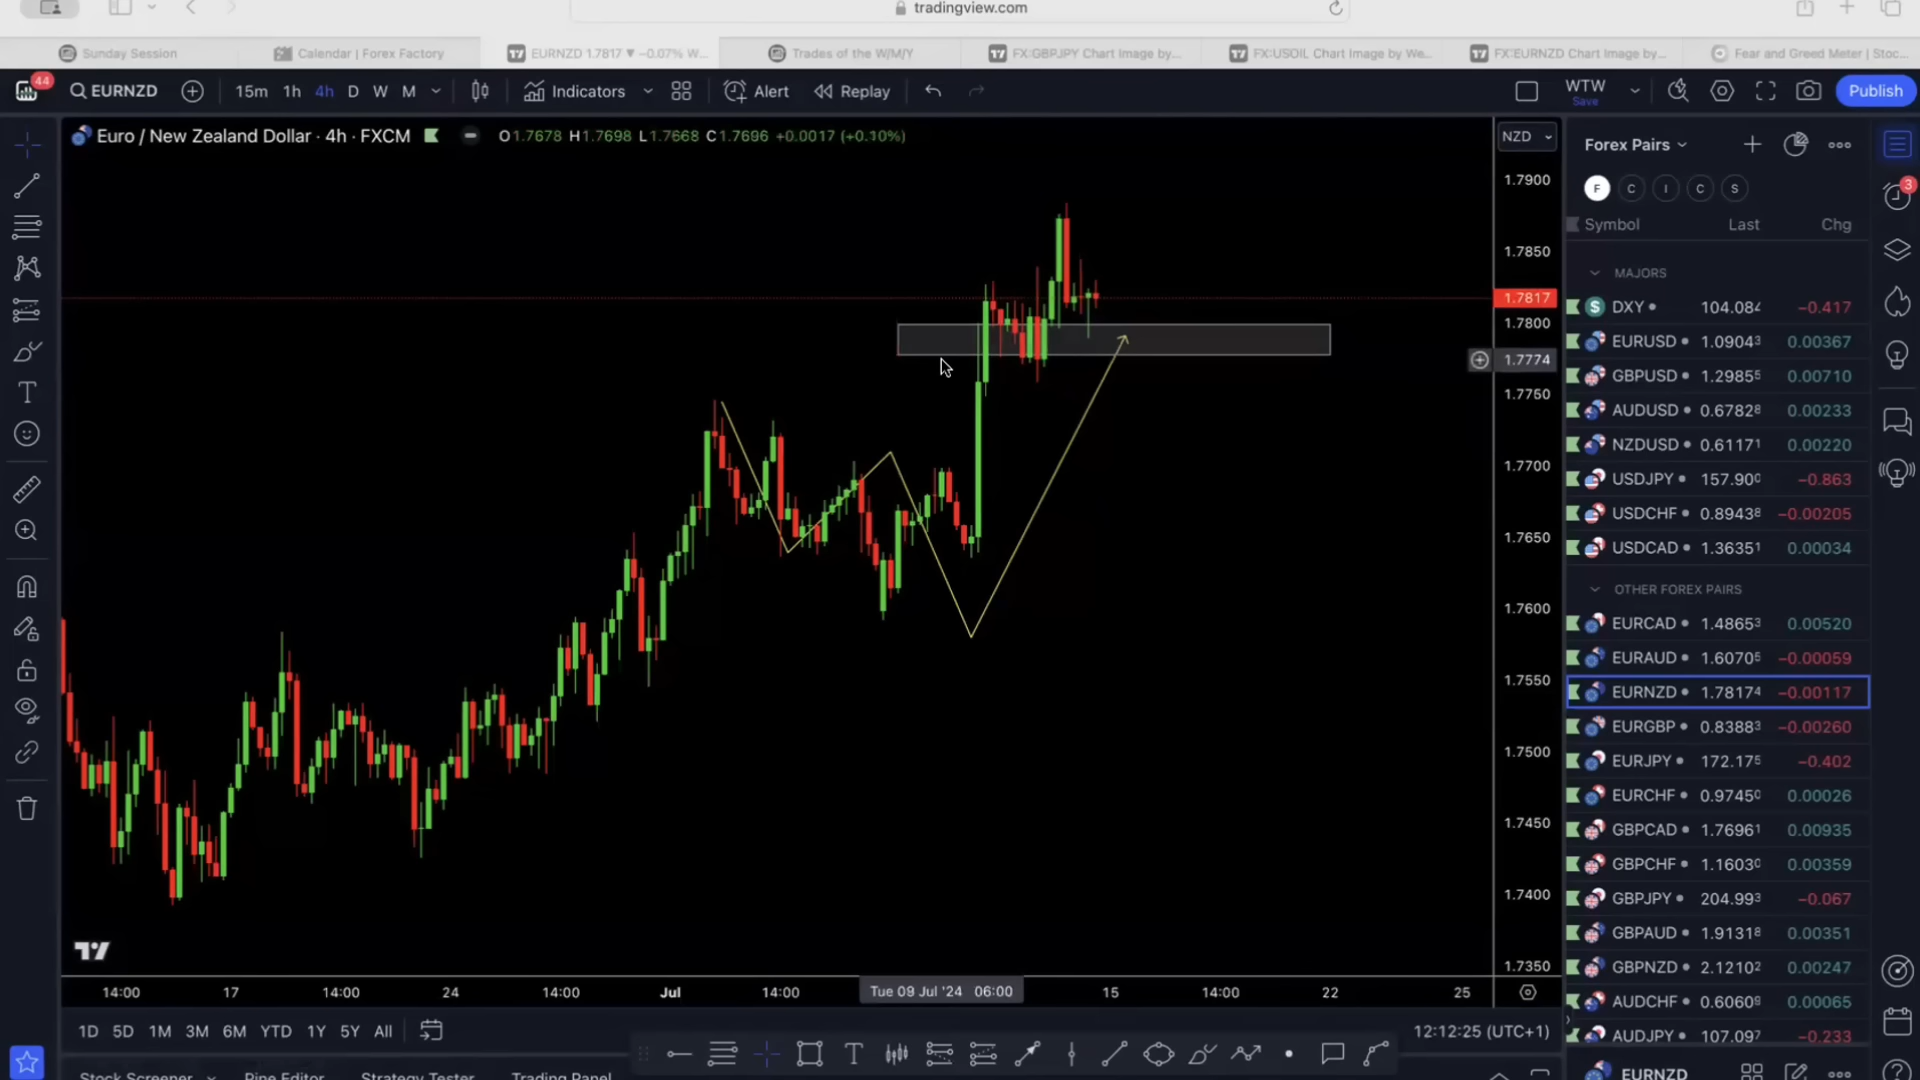 tradingview.com
Sunday Session
Calendar | Forex Factory
EURNZD 1.7817 ▼ −0.07% W...
Trades of the W/M/Y
FX:GBPJPY Chart Image by...
FX:USOIL Chart Image by We...
FX:EURNZD Chart Image by...
Fear and Greed Meter | Stoc...
44
EURNZD
15m 1h 4h D W M
Indicators
Alert
Replay
WTW
Save
Publish
Euro / New Zealand Dollar · 4h · FXCM
O1.7678 H1.7698 L1.7668 C1.7696 +0.0017 (+0.10%)
NZD
1.7900
1.7850
1.7817
1.7800
1.7774
1.7750
1.7700
1.7650
1.7600
1.7550
1.7500
1.7450
1.7400
1.7350
14:00 17 14:00 24 14:00 Jul 14:00 Tue 09 Jul '24 06:00 15 14:00 22 25
1D 5D 1M 3M 6M YTD 1Y 5Y All
12:12:25 (UTC+1)
Stock Screener
Pine Editor
Strategy Tester
Trading Panel
Forex Pairs
F C I C S
3
Symbol Last Chg
MAJORS
DXY 104.084 −0.417
EURUSD 1.09043 0.00367
GBPUSD 1.29855 0.00710
AUDUSD 0.67828 0.00233
NZDUSD 0.61171 0.00220
USDJPY 157.900 −0.863
USDCHF 0.89438 −0.00205
USDCAD 1.36351 0.00034
OTHER FOREX PAIRS
EURCAD 1.48653 0.00520
EURAUD 1.60705 −0.00059
EURNZD 1.78174 −0.00117
EURGBP 0.83883 −0.00260
EURJPY 172.175 −0.402
EURCHF 0.97450 0.00026
GBPCAD 1.76961 0.00935
GBPCHF 1.16030 0.00359
GBPJPY 204.993 −0.067
GBPAUD 1.91318 0.00351
GBPNZD 2.12102 0.00247
AUDCHF 0.60609 0.00065
AUDJPY 107.097 −0.233
EURNZD